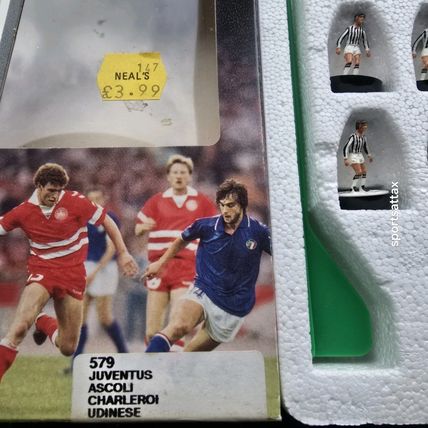 147
NEAL'S
£3.99
579
JUVENTUS
ASCOLI
CHARLEROI
UDINESE
sportsattax